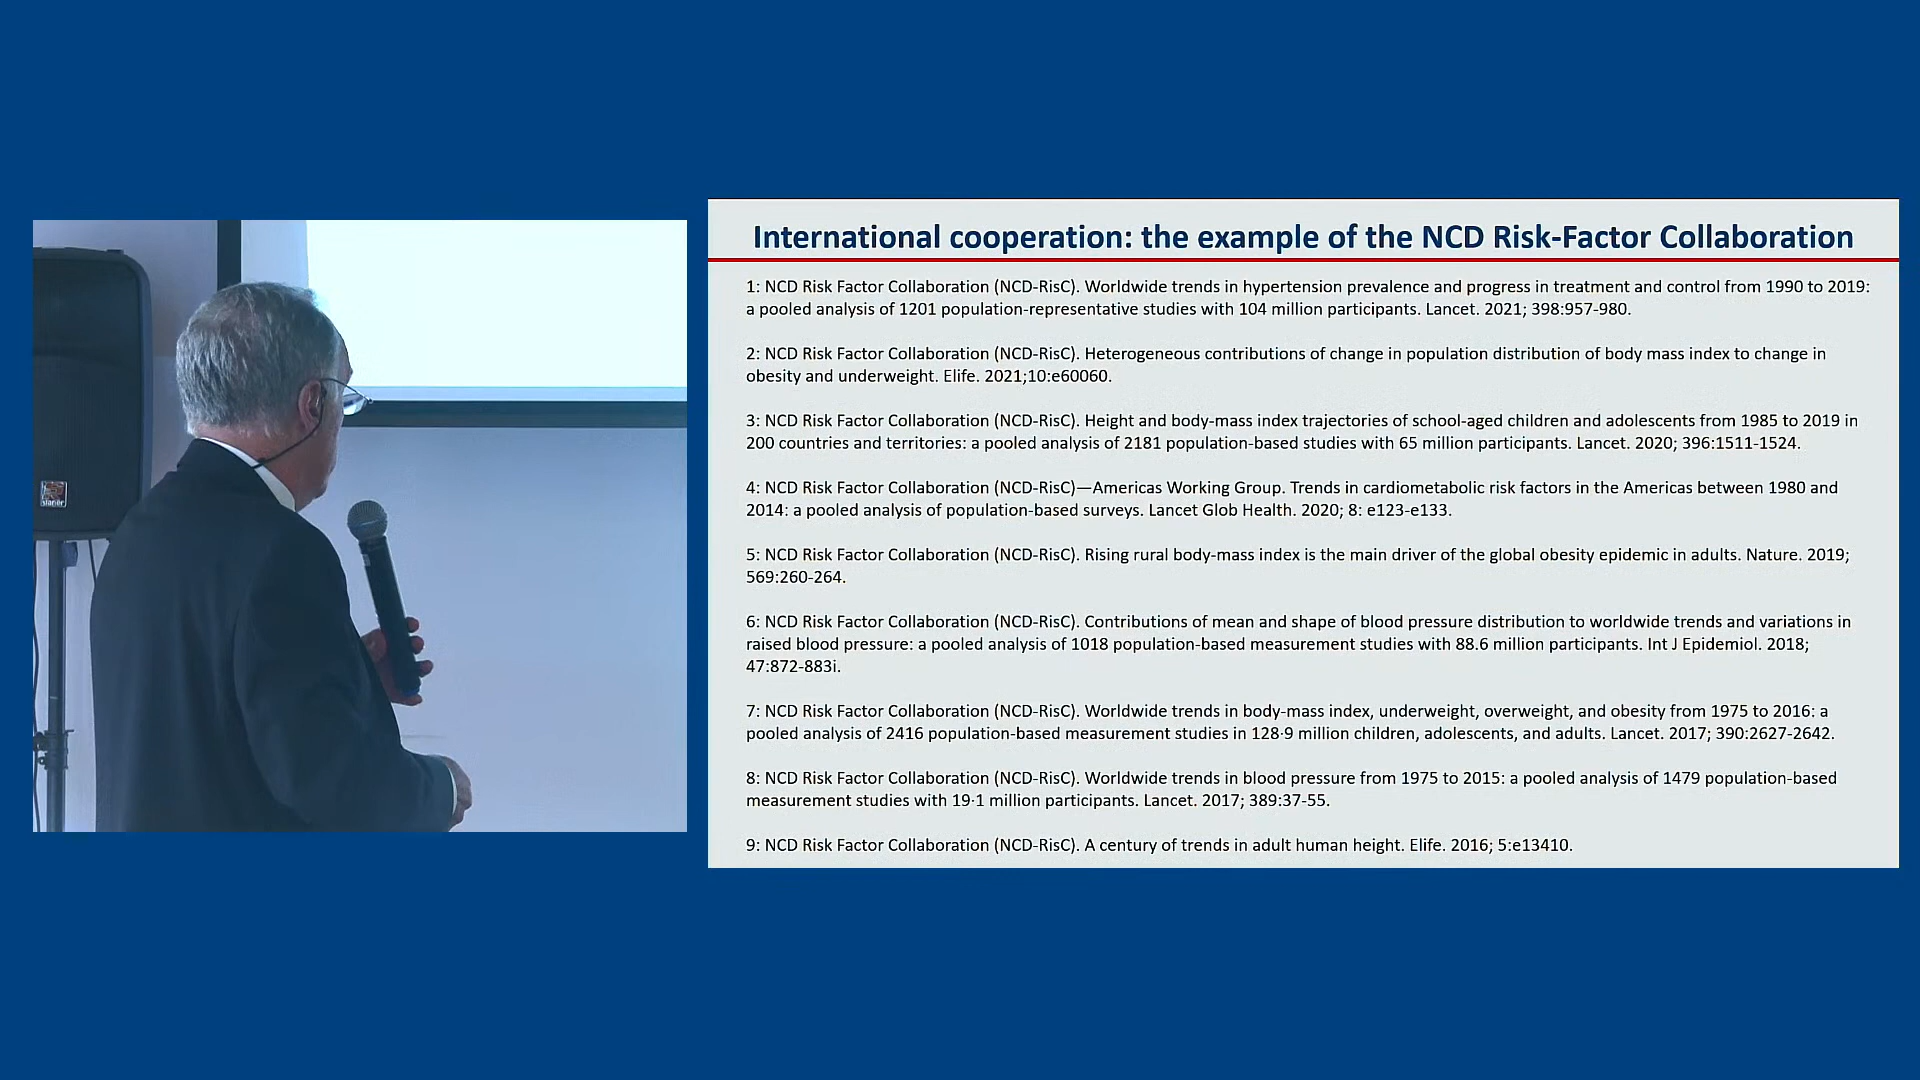 staner
International cooperation: the example of the NCD Risk-Factor Collaboration
1: NCD Risk Factor Collaboration (NCD-RisC). Worldwide trends in hypertension prevalence and progress in treatment and control from 1990 to 2019:
a pooled analysis of 1201 population-representative studies with 104 million participants. Lancet. 2021; 398:957-980.
2: NCD Risk Factor Collaboration (NCD-RisC). Heterogeneous contributions of change in population distribution of body mass index to change in
obesity and underweight. Elife. 2021;10:e60060.
3: NCD Risk Factor Collaboration (NCD-RisC). Height and body-mass index trajectories of school-aged children and adolescents from 1985 to 2019 in
200 countries and territories: a pooled analysis of 2181 population-based studies with 65 million participants. Lancet. 2020; 396:1511-1524.
4: NCD Risk Factor Collaboration (NCD-RisC)—Americas Working Group. Trends in cardiometabolic risk factors in the Americas between 1980 and
2014: a pooled analysis of population-based surveys. Lancet Glob Health. 2020; 8: e123-e133.
5: NCD Risk Factor Collaboration (NCD-RisC). Rising rural body-mass index is the main driver of the global obesity epidemic in adults. Nature. 2019;
569:260-264.
6: NCD Risk Factor Collaboration (NCD-RisC). Contributions of mean and shape of blood pressure distribution to worldwide trends and variations in
raised blood pressure: a pooled analysis of 1018 population-based measurement studies with 88.6 million participants. Int J Epidemiol. 2018;
47:872-883i.
7: NCD Risk Factor Collaboration (NCD-RisC). Worldwide trends in body-mass index, underweight, overweight, and obesity from 1975 to 2016: a
pooled analysis of 2416 population-based measurement studies in 128·9 million children, adolescents, and adults. Lancet. 2017; 390:2627-2642.
8: NCD Risk Factor Collaboration (NCD-RisC). Worldwide trends in blood pressure from 1975 to 2015: a pooled analysis of 1479 population-based
measurement studies with 19·1 million participants. Lancet. 2017; 389:37-55.
9: NCD Risk Factor Collaboration (NCD-RisC). A century of trends in adult human height. Elife. 2016; 5:e13410.